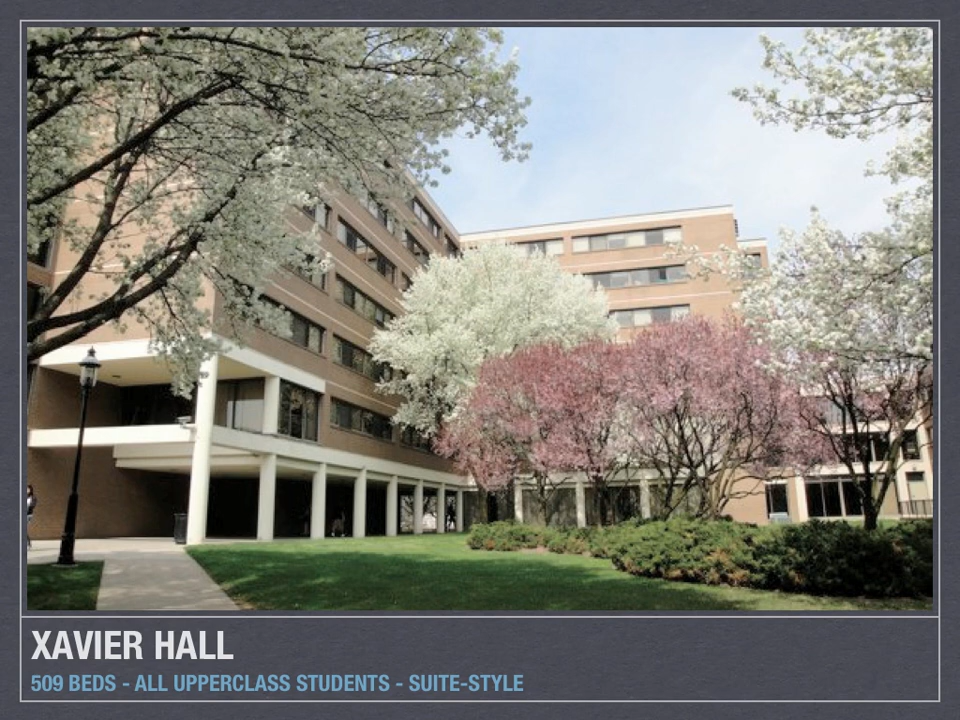 XAVIER HALL
509 BEDS - ALL UPPERCLASS STUDENTS - SUITE-STYLE